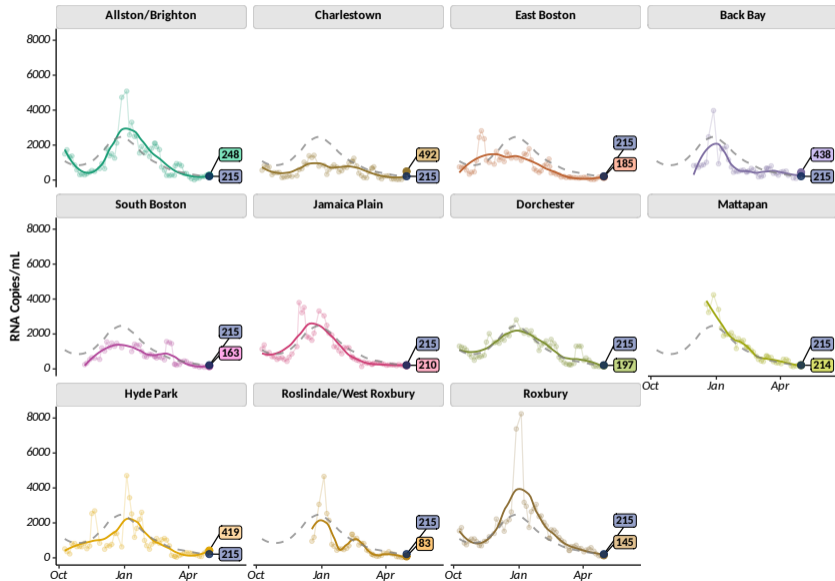 Allston/Brighton
Charlestown
East Boston
Back Bay
8000
6000
4000
2000
0
248
215
492
215
215
185
438
215
South Boston
Jamaica Plain
Dorchester
Mattapan
RNA Copies/mL
8000
6000
4000
2000
0
215
163
215
210
215
197
215
214
Oct Jan Apr
Hyde Park
Roslindale/West Roxbury
Roxbury
8000
6000
4000
2000
0
419
215
215
83
215
145
Oct Jan Apr
Oct Jan Apr
Oct Jan Apr